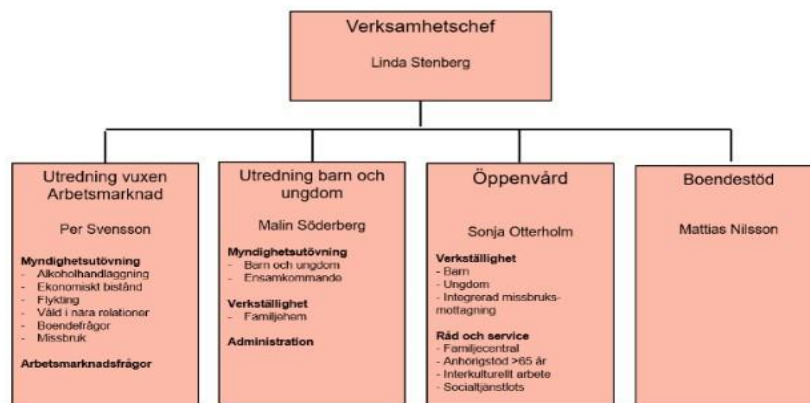 Verksamhetschef
Linda Stenberg
Utredning vuxen
Arbetsmarknad
Per Svensson
Myndighetsutövning
- Alkoholhandläggning
- Ekonomiskt bistånd
- Flykting
- Våld i nära relationer
- Boendefrågor
- Missbruk
Arbetsmarknadsfrågor
Utredning barn och
ungdom
Malin Söderberg
Myndighetsutövning
- Barn och ungdom
- Ensamkommande
Verkställighet
- Familjehem
Administration
Öppenvård
Sonja Otterholm
Verkställighet
- Barn
- Ungdom
- Integrerad missbruks-
mottagning
Råd och service
- Familjecentral
- Anhörigstöd >65 år
- Interkulturellt arbete
- Socialtjänstlots
Boendestöd
Mattias Nilsson